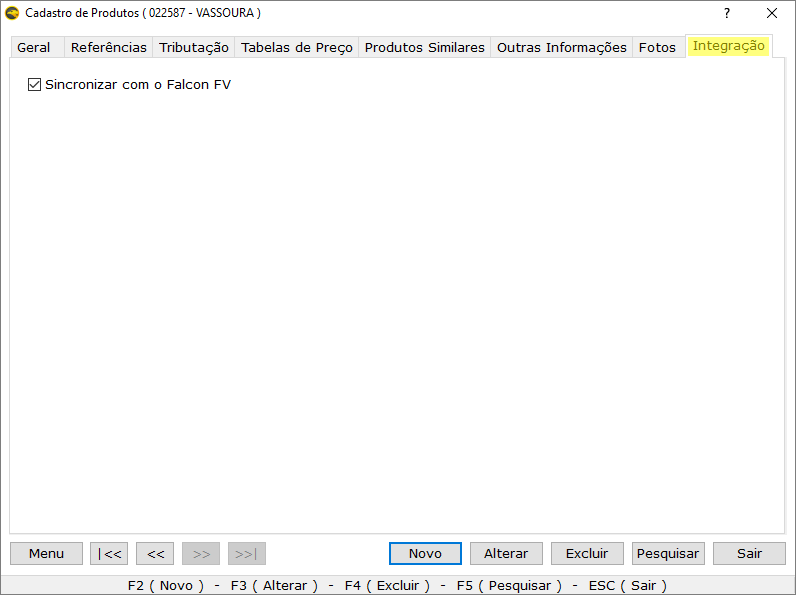 Cadastro de Produtos ( 022587 - VASSOURA ) ?
Geral Referências Tributação Tabelas de Preço Produtos Similares Outras Informações Fotos Integração
Sincronizar com o Falcon FV
Menu |<< << >> >>| Novo Alterar Excluir Pesquisar Sair
F2 ( Novo ) - F3 ( Alterar ) - F4 ( Excluir ) - F5 ( Pesquisar ) - ESC ( Sair )